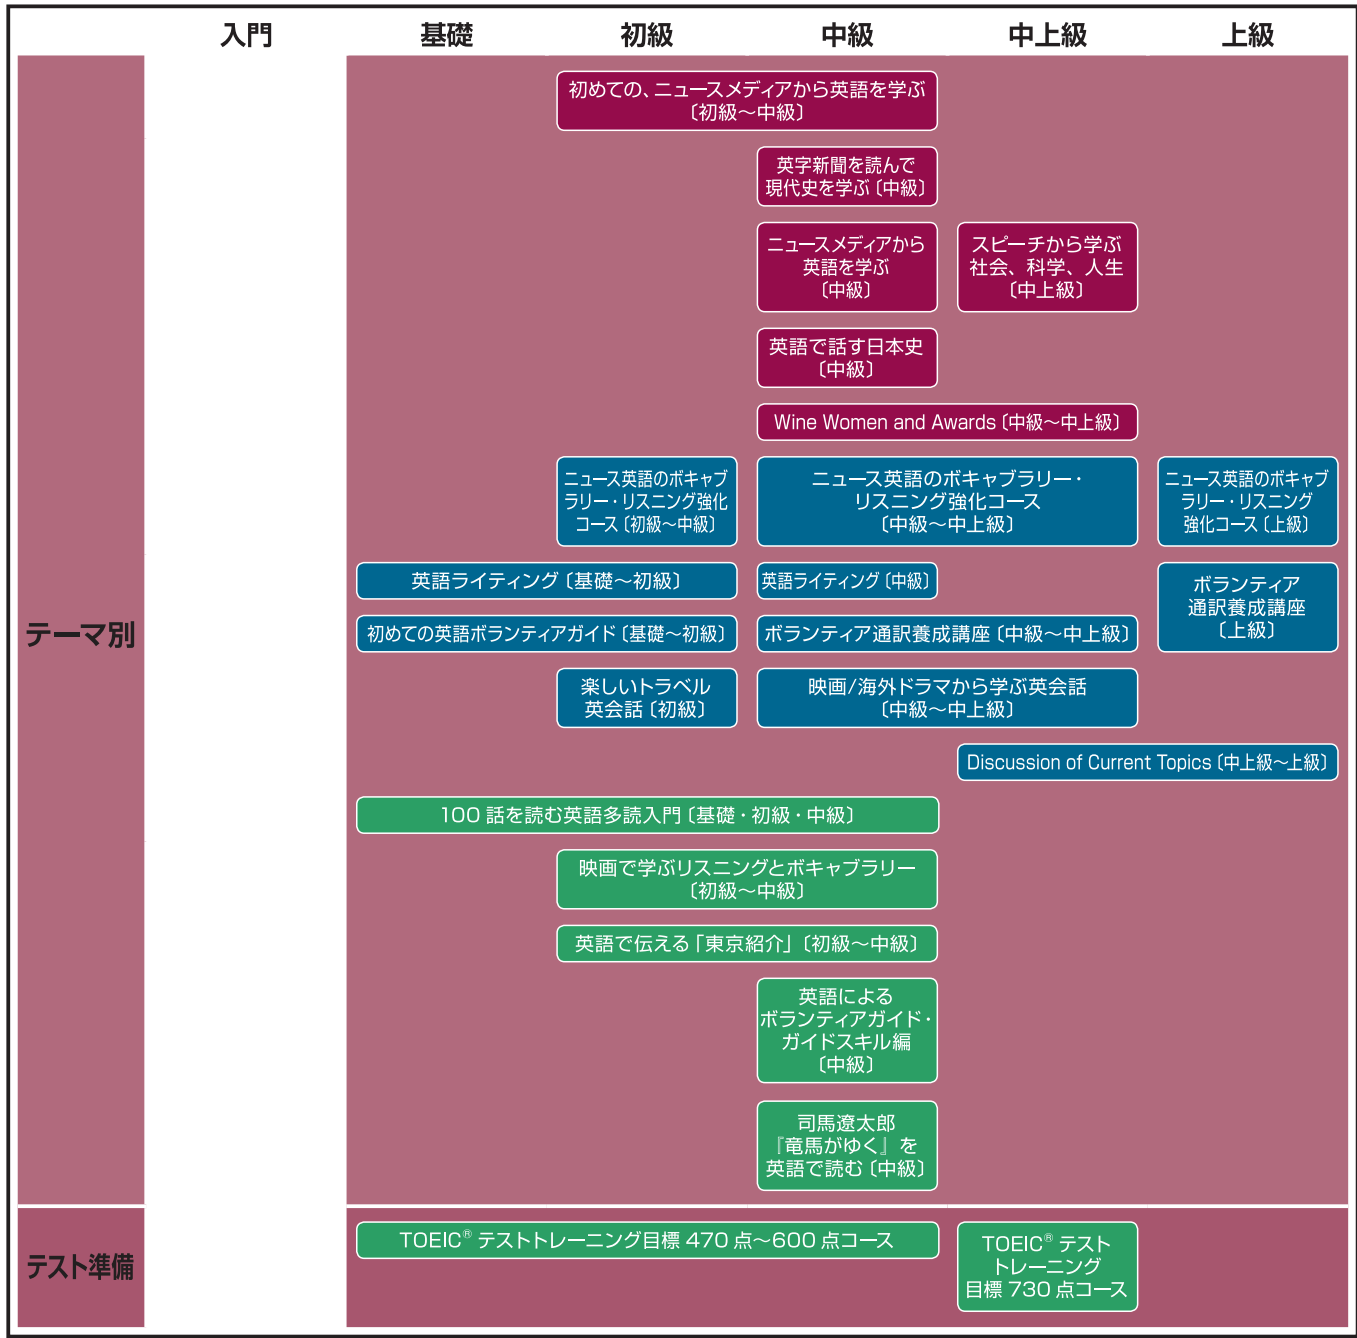 入門 基礎 初級 中級 中上級 上級
初めての、ニュースメディアから英語を学ぶ
〔初級～中級〕
英字新聞を読んで
現代史を学ぶ〔中級〕
ニュースメディアから
英語を学ぶ
〔中級〕
スピーチから学ぶ
社会、科学、人生
〔中上級〕
英語で話す日本史
〔中級〕
Wine Women and Awards〔中級～中上級〕
ニュース英語のボキャブ
ラリー・リスニング強化
コース〔初級～中級〕
ニュース英語のボキャブラリー・
リスニング強化コース
〔中級～中上級〕
ニュース英語のボキャブ
ラリー・リスニング
強化コース〔上級〕
英語ライティング〔基礎～初級〕
英語ライティング〔中級〕
ボランティア
通訳養成講座
〔上級〕
テーマ別
初めての英語ボランティアガイド〔基礎～初級〕
ボランティア通訳養成講座〔中級～中上級〕
楽しいトラベル
英会話〔初級〕
映画/海外ドラマから学ぶ英会話
〔中級～中上級〕
Discussion of Current Topics〔中上級～上級〕
100 話を読む英語多読入門〔基礎・初級・中級〕
映画で学ぶリスニングとボキャブラリー
〔初級～中級〕
英語で伝える「東京紹介」〔初級～中級〕
英語による
ボランティアガイド・
ガイドスキル編
〔中級〕
司馬遼太郎
『竜馬がゆく』を
英語で読む〔中級〕
テスト準備
TOEIC® テストトレーニング目標 470 点～600 点コース
TOEIC® テスト
トレーニング
目標 730 点コース